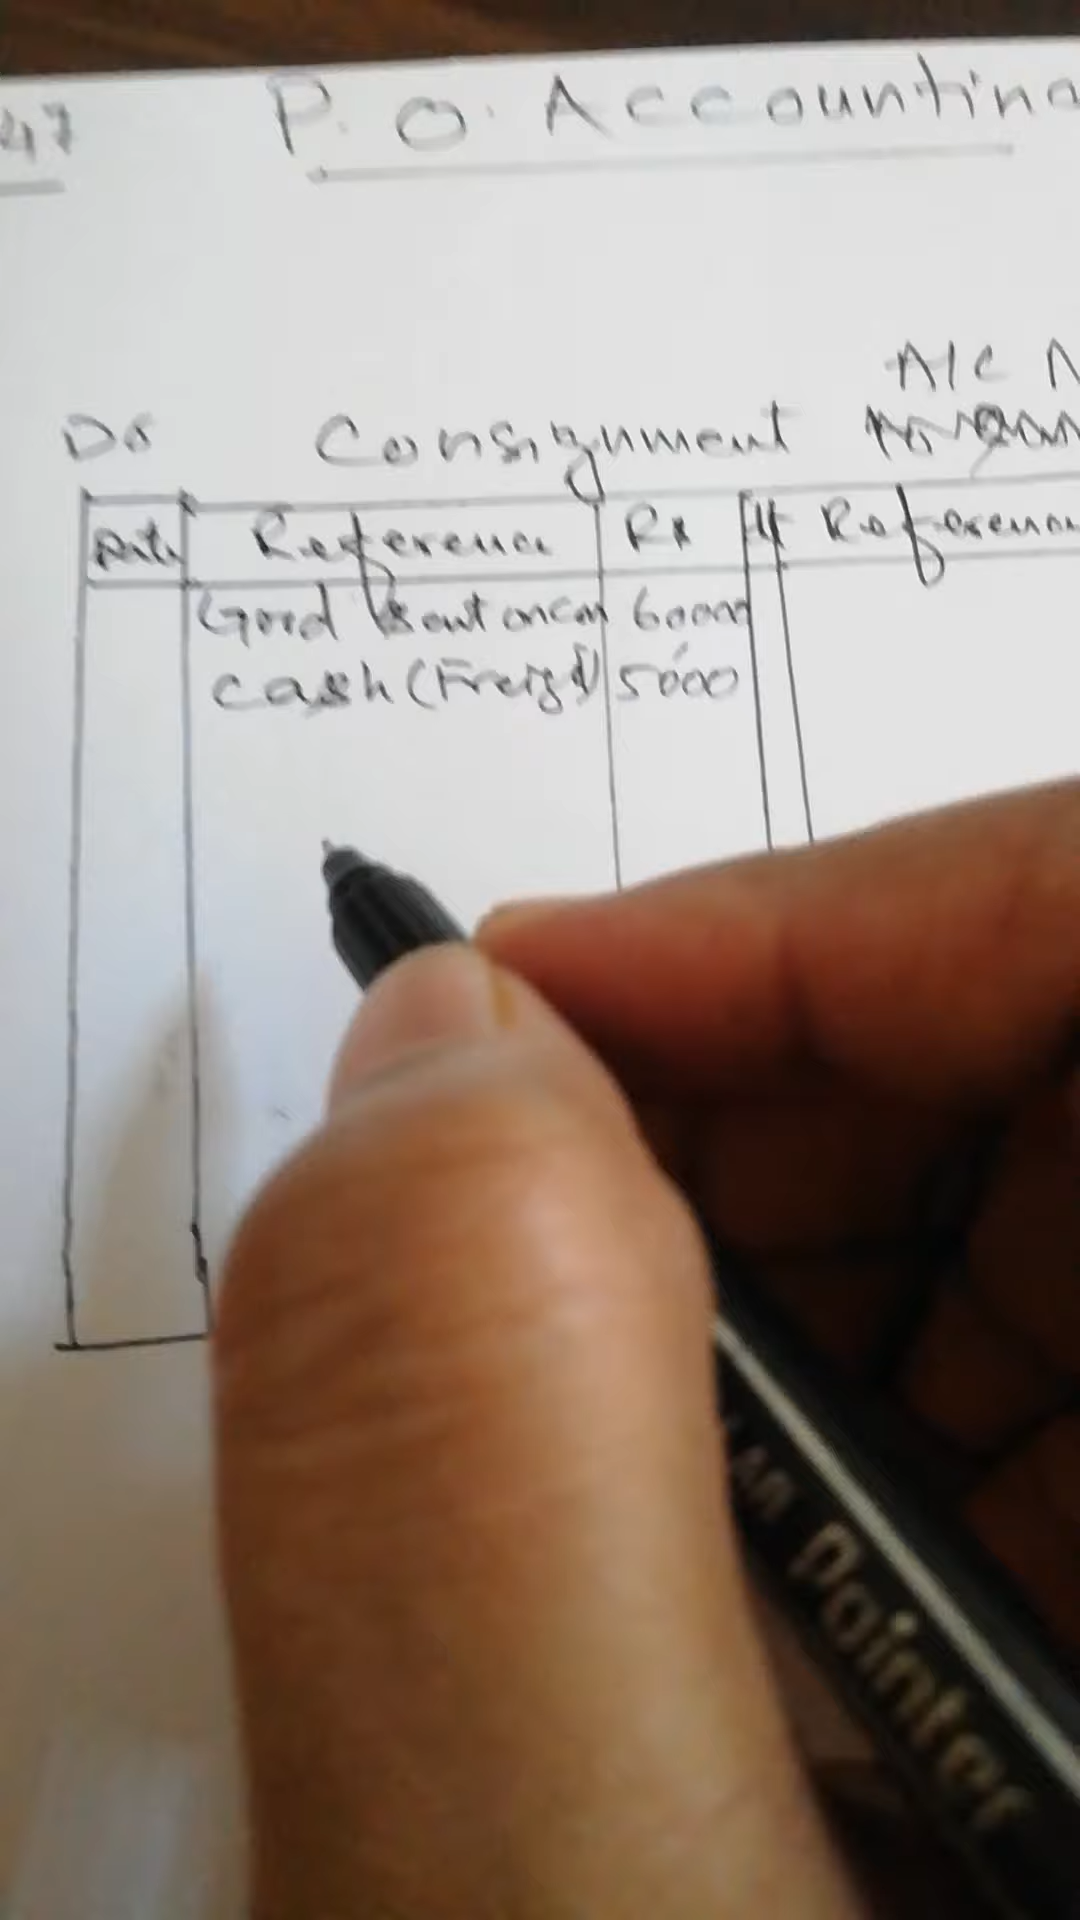 47 P. O. Accounting
A/C N
Dr Consignment
Date Reference Rs Reference
Good Sent on con 60000
cash (Freight) 5000
Pointer